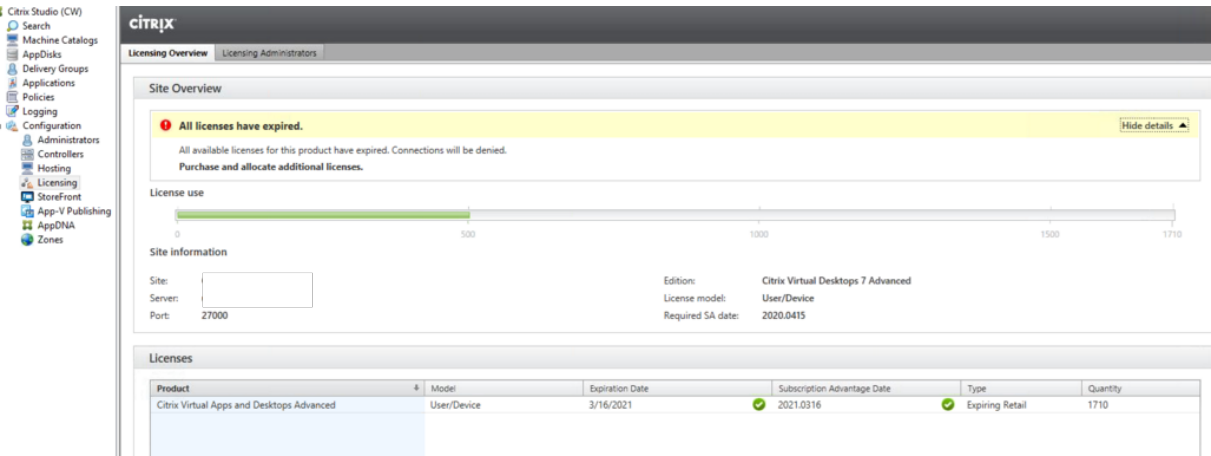 Citrix Studio (CW)
Search
Machine Catalogs
AppDisks
Delivery Groups
Applications
Policies
Logging
Configuration
Administrators
Controllers
Hosting
Licensing
StoreFront
App-V Publishing
AppDNA
Zones
CITRIX
Licensing Overview Licensing Administrators
Site Overview
All licenses have expired. Hide details
All available licenses for this product have expired. Connections will be denied.
Purchase and allocate additional licenses.
License use
0 500 1000 1500 1710
Site information
Site: Edition: Citrix Virtual Desktops 7 Advanced
Server: License model: User/Device
Port: 27000 Required SA date: 2020.0415
Licenses
Product Model Expiration Date Subscription Advantage Date Type Quantity
Citrix Virtual Apps and Desktops Advanced User/Device 3/16/2021 2021.0316 Expiring Retail 1710